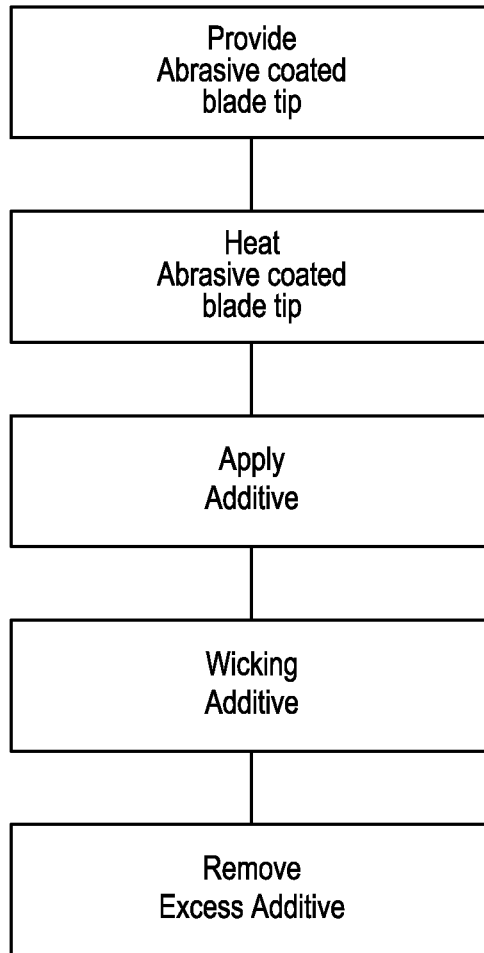 Provide
Abrasive coated
blade tip
Heat
Abrasive coated
blade tip
Apply
Additive
Wicking
Additive
Remove
Excess Additive